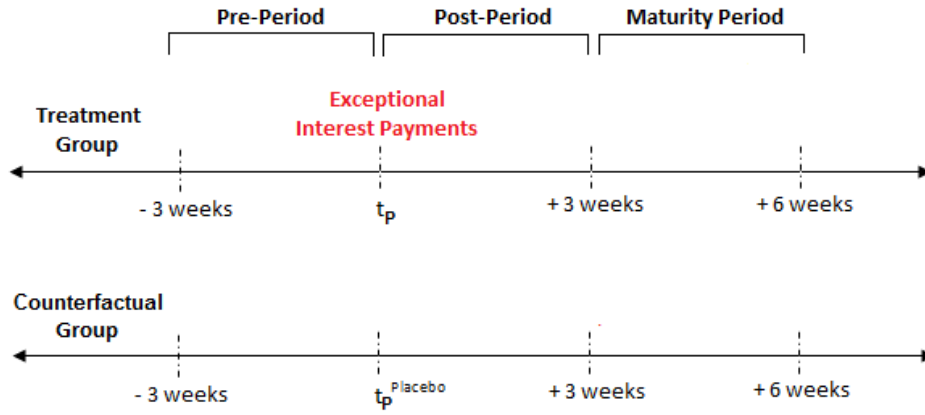 Pre-Period Post-Period Maturity Period
Exceptional
Interest Payments
Treatment
Group
- 3 weeks tP + 3 weeks + 6 weeks
Counterfactual
Group
- 3 weeks tP Placebo + 3 weeks + 6 weeks